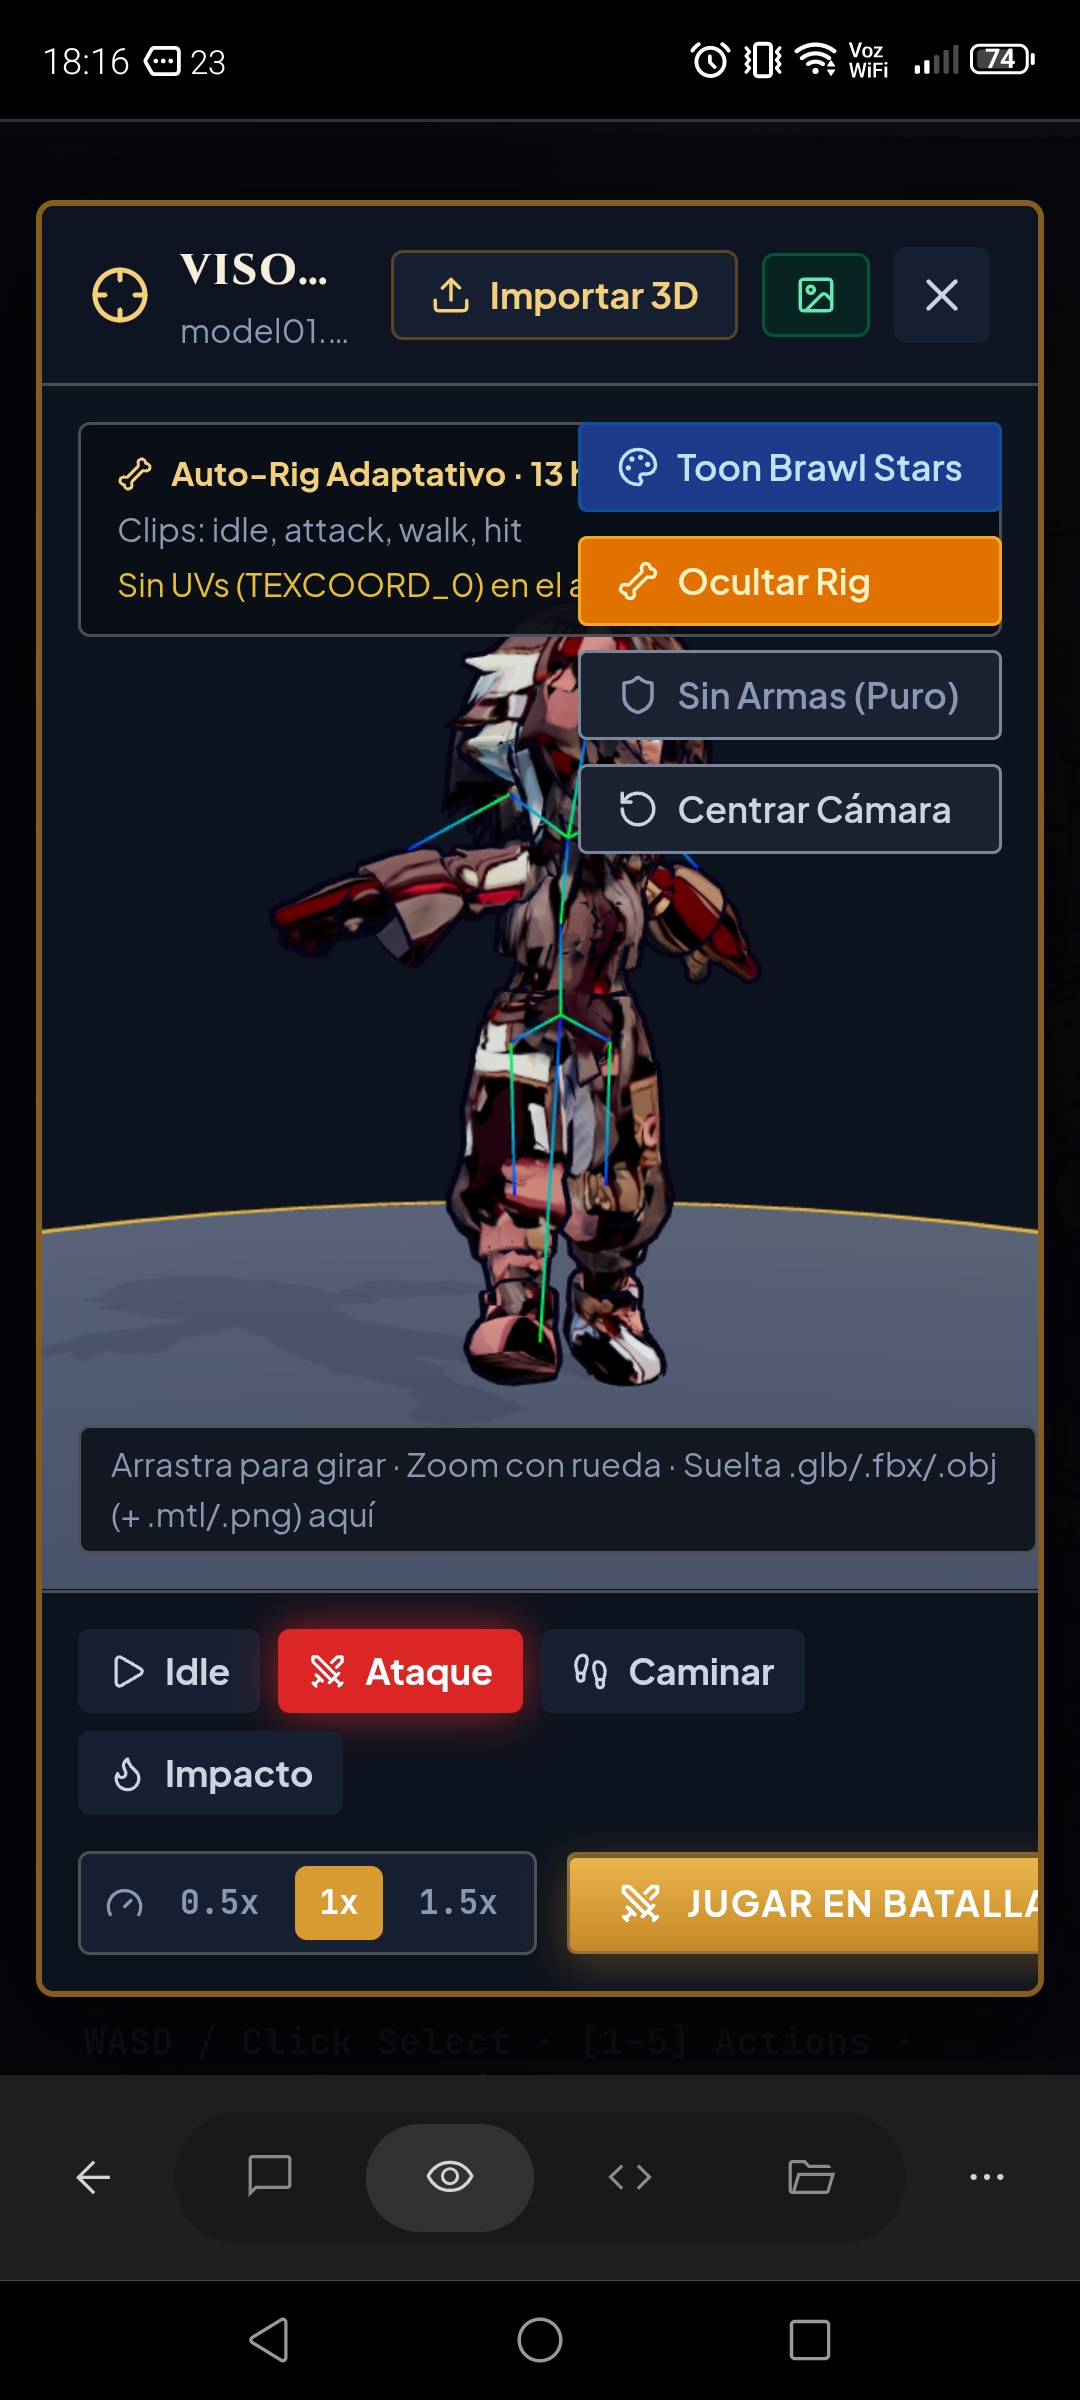 18:16 23 Voz WiFi 74
VISO...
model01....
Importar 3D
Auto-Rig Adaptativo · 13
Clips: idle, attack, walk, hit
Sin UVs (TEXCOORD_0) en el
Toon Brawl Stars
Ocultar Rig
Sin Armas (Puro)
Centrar Cámara
Arrastra para girar · Zoom con rueda · Suelta .glb/.fbx/.obj
(+ .mtl/.png) aquí
Idle Ataque Caminar
Impacto
0.5x 1x 1.5x JUGAR EN BATALLA
WASD / Click Select · [1-5] Actions ·